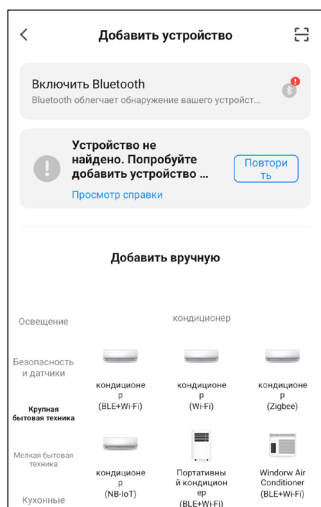 Добавить устройство
Включить Bluetooth
Bluetooth облегчает обнаружение вашего устройст...
Устройство не
найдено. Попробуйте
добавить устройство ...
Повтори
ть
Просмотр справки
Добавить вручную
Освещение
кондиционер
Безопасность
и датчики
кондиционе
р
(BLE+Wi-Fi)
кондиционе
р
(Wi-Fi)
кондиционе
р
(Zigbee)
Крупная
бытовая техника
Мелкая бытовая
техника
кондиционе
р
(NB-IoT)
Портативны
й кондицион
ер
(BLE+Wi-Fi)
Windorw Air
Conditioner
(BLE+Wi-Fi)
Кухонные